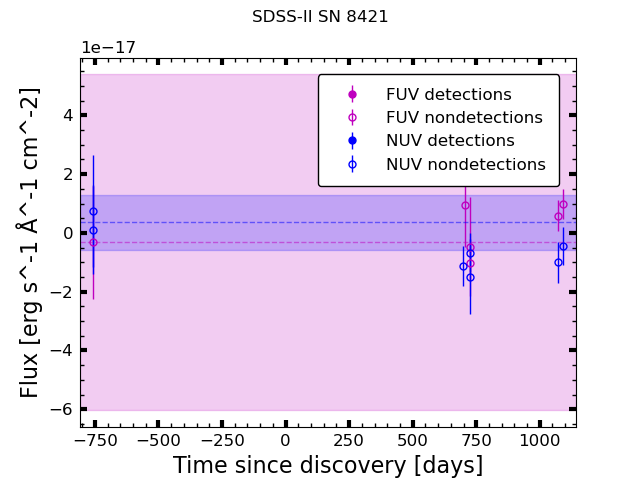 SDSS-II SN 8421
1e−17
FUV detections
FUV nondetections
NUV detections
NUV nondetections
4
2
0
−2
−4
−6
Flux [erg s^-1 Å^-1 cm^-2]
−750 −500 −250 0 250 500 750 1000
Time since discovery [days]